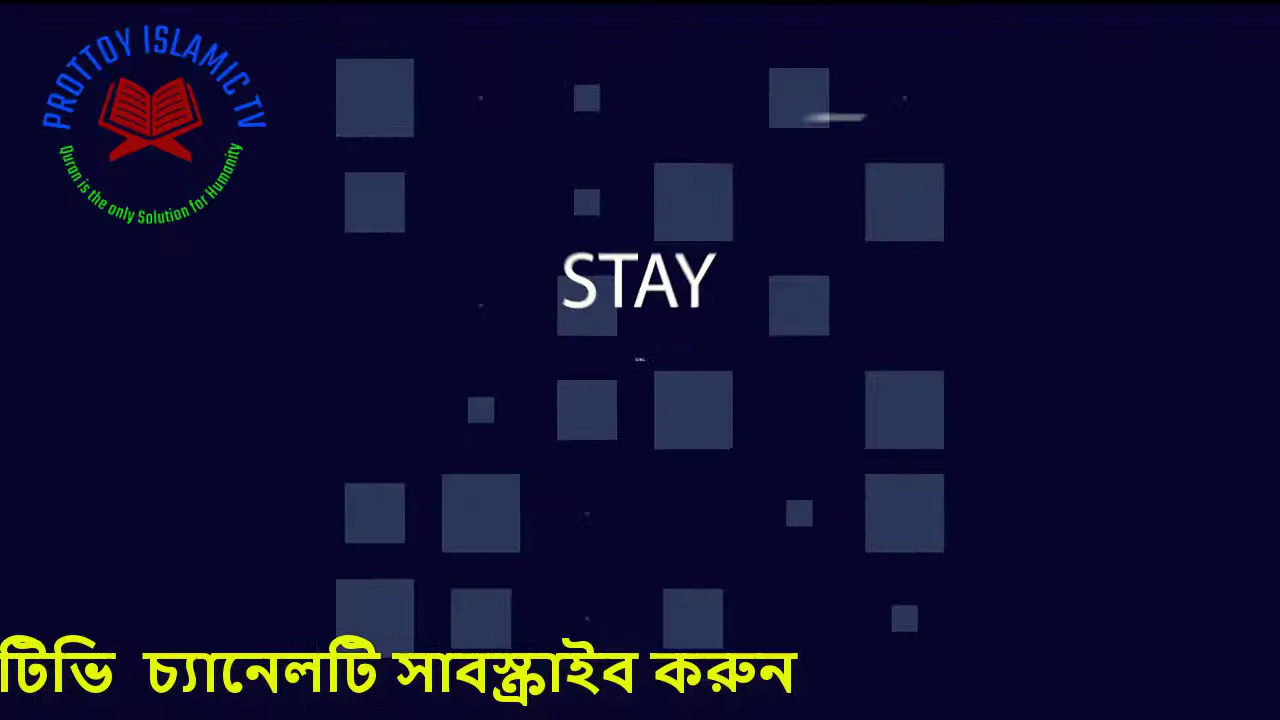 PROTTOY ISLAMIC TV
Quran is the only Solution for Humanity
STAY
টিভি চ্যানেলটি সাবস্ক্রাইব করুন